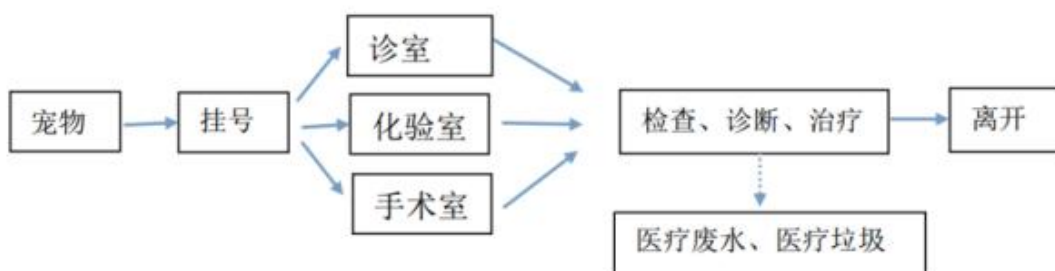 宠物
挂号
诊室
化验室
手术室
检查、诊断、治疗
离开
医疗废水、医疗垃圾